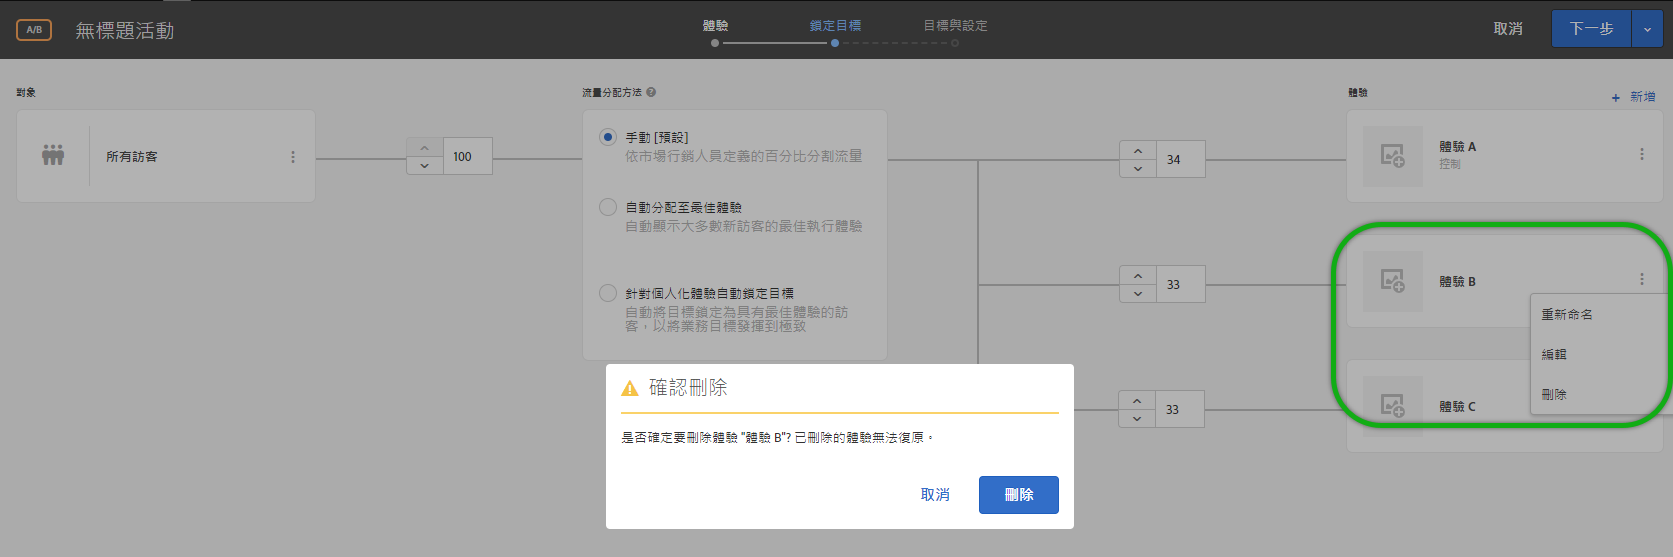 A/B
無標題活動
體驗
鎖定目標
目標與設定
取消
下一步
對象
流量分配方法 ?
體驗
+ 新增
所有訪客
100
手動 [預設]
依市場行銷人員定義的百分比分割流量
自動分配至最佳體驗
自動顯示大多數新訪客的最佳執行體驗
針對個人化體驗自動鎖定目標
自動將目標鎖定為具有最佳體驗的訪
客，以將業務目標發揮到極致
34
體驗 A
控制
33
體驗 B
重新命名
編輯
刪除
33
體驗 C
確認刪除
是否確定要刪除體驗 "體驗 B"? 已刪除的體驗無法復原。
取消
刪除